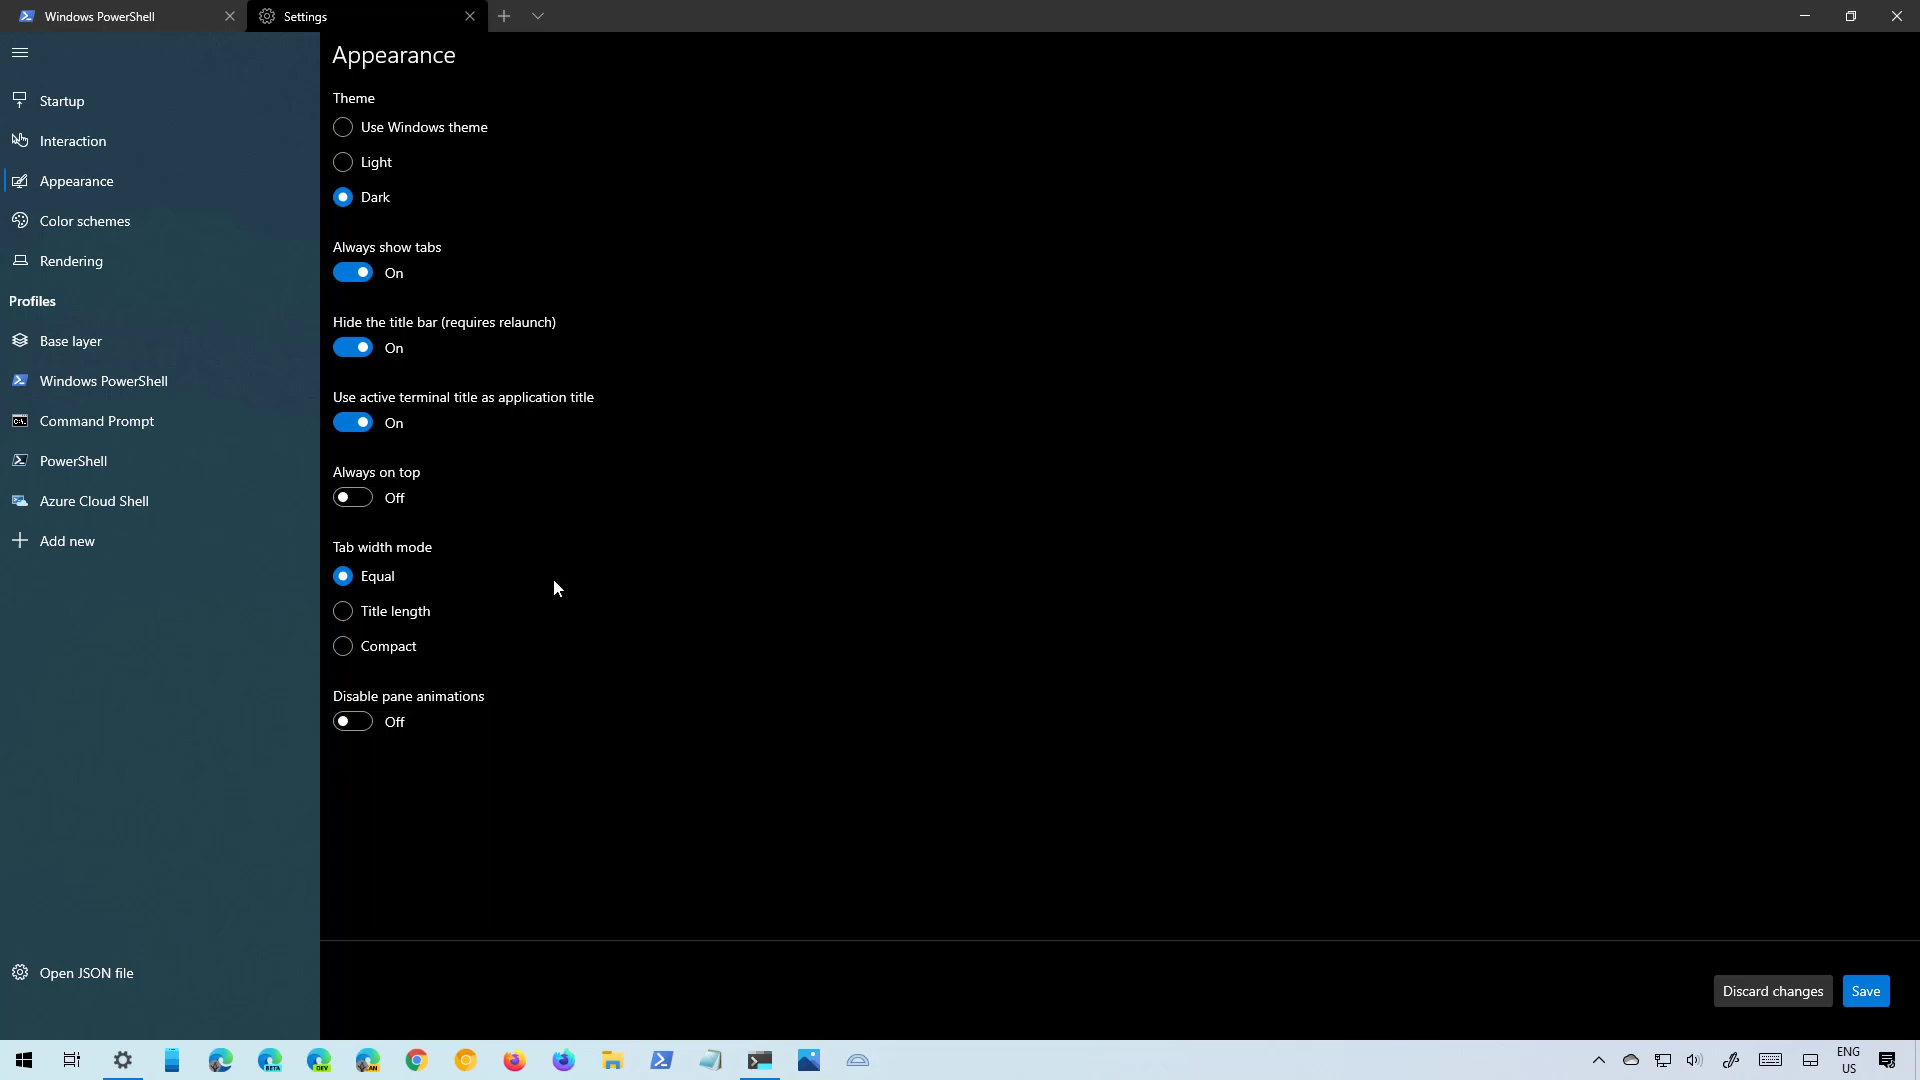 Windows PowerShell
Settings
Startup
Interaction
Appearance
Color schemes
Rendering
Profiles
Base layer
Windows PowerShell
Command Prompt
PowerShell
Azure Cloud Shell
Add new
Open JSON file
Appearance
Theme
Use Windows theme
Light
Dark
Always show tabs
On
Hide the title bar (requires relaunch)
On
Use active terminal title as application title
On
Always on top
Off
Tab width mode
Equal
Title length
Compact
Disable pane animations
Off
Discard changes
Save
BETA
DEV
CAN
ENG
US